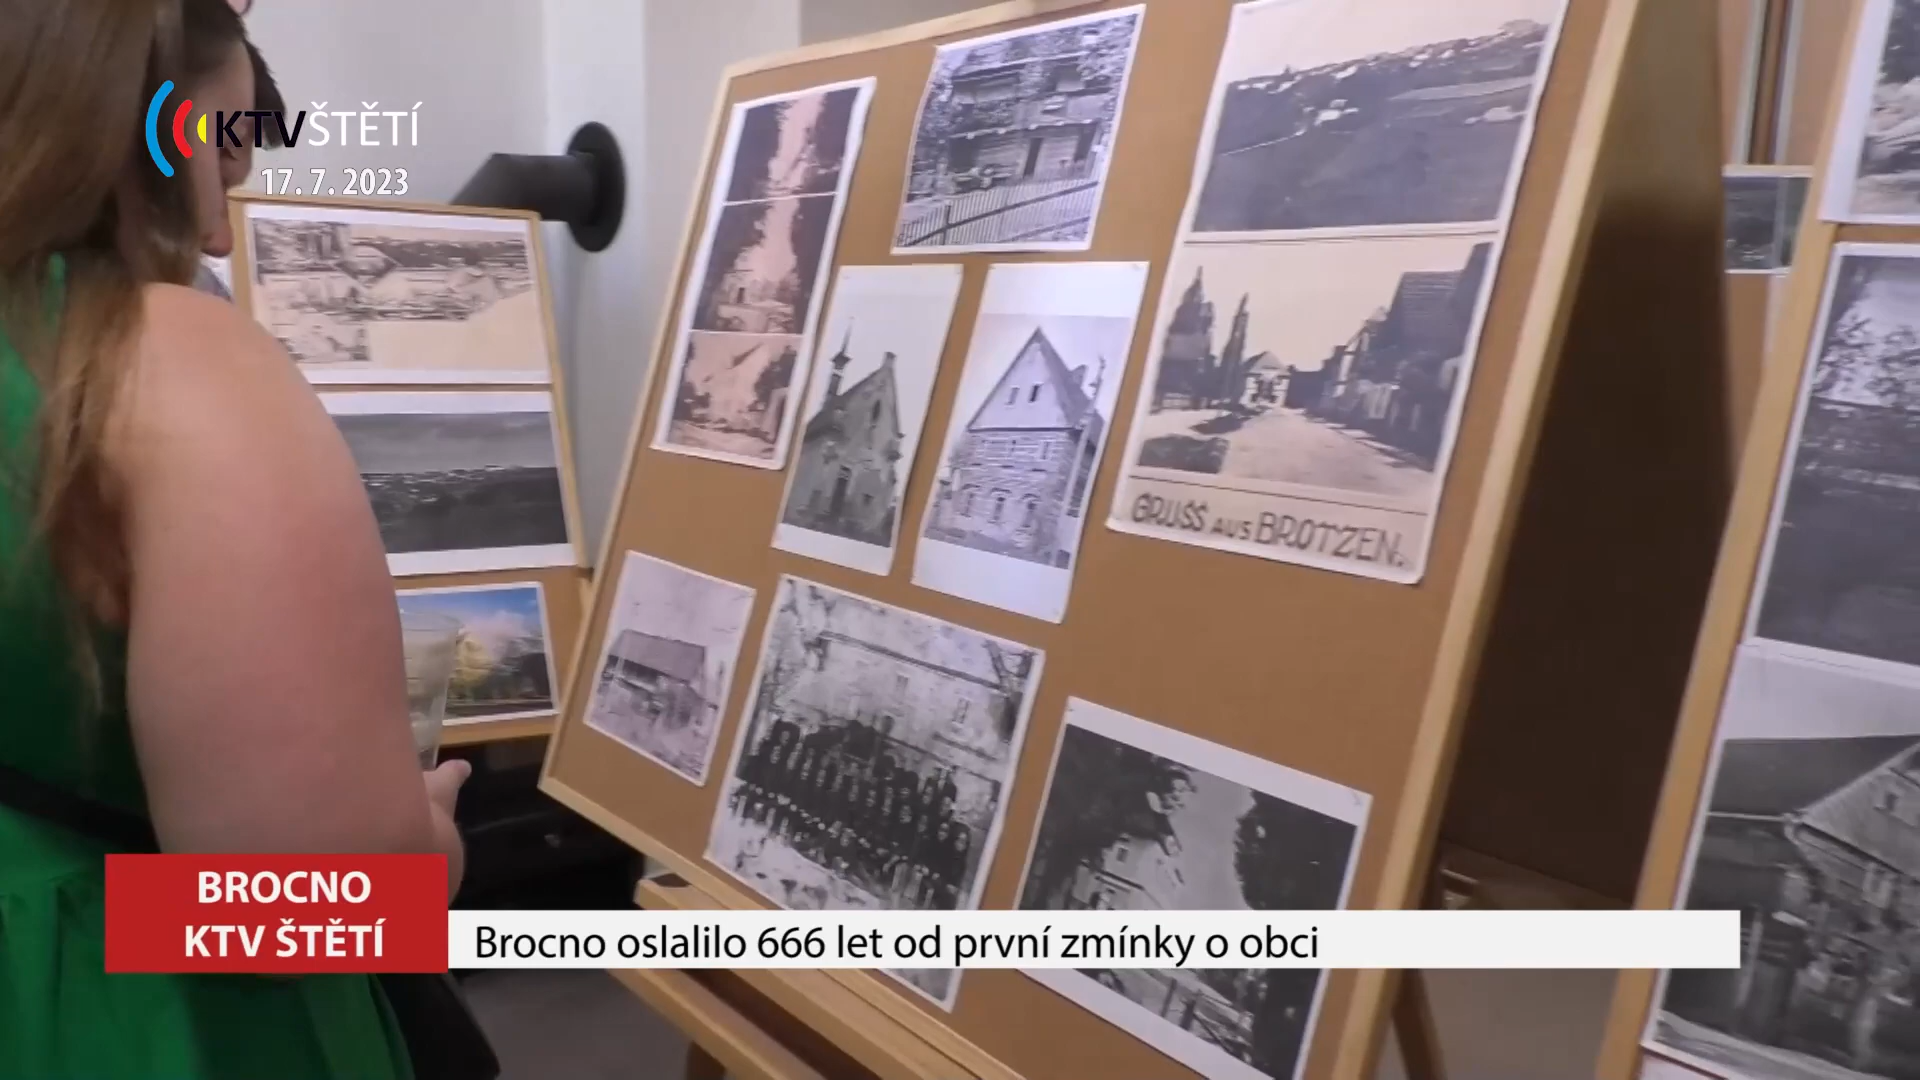 KTVŠTĚTÍ
17. 7. 2023
GRUSS AUS BROTZEN.
BROCNO
KTV ŠTĚTÍ
Brocno oslalilo 666 let od první zmínky o obci